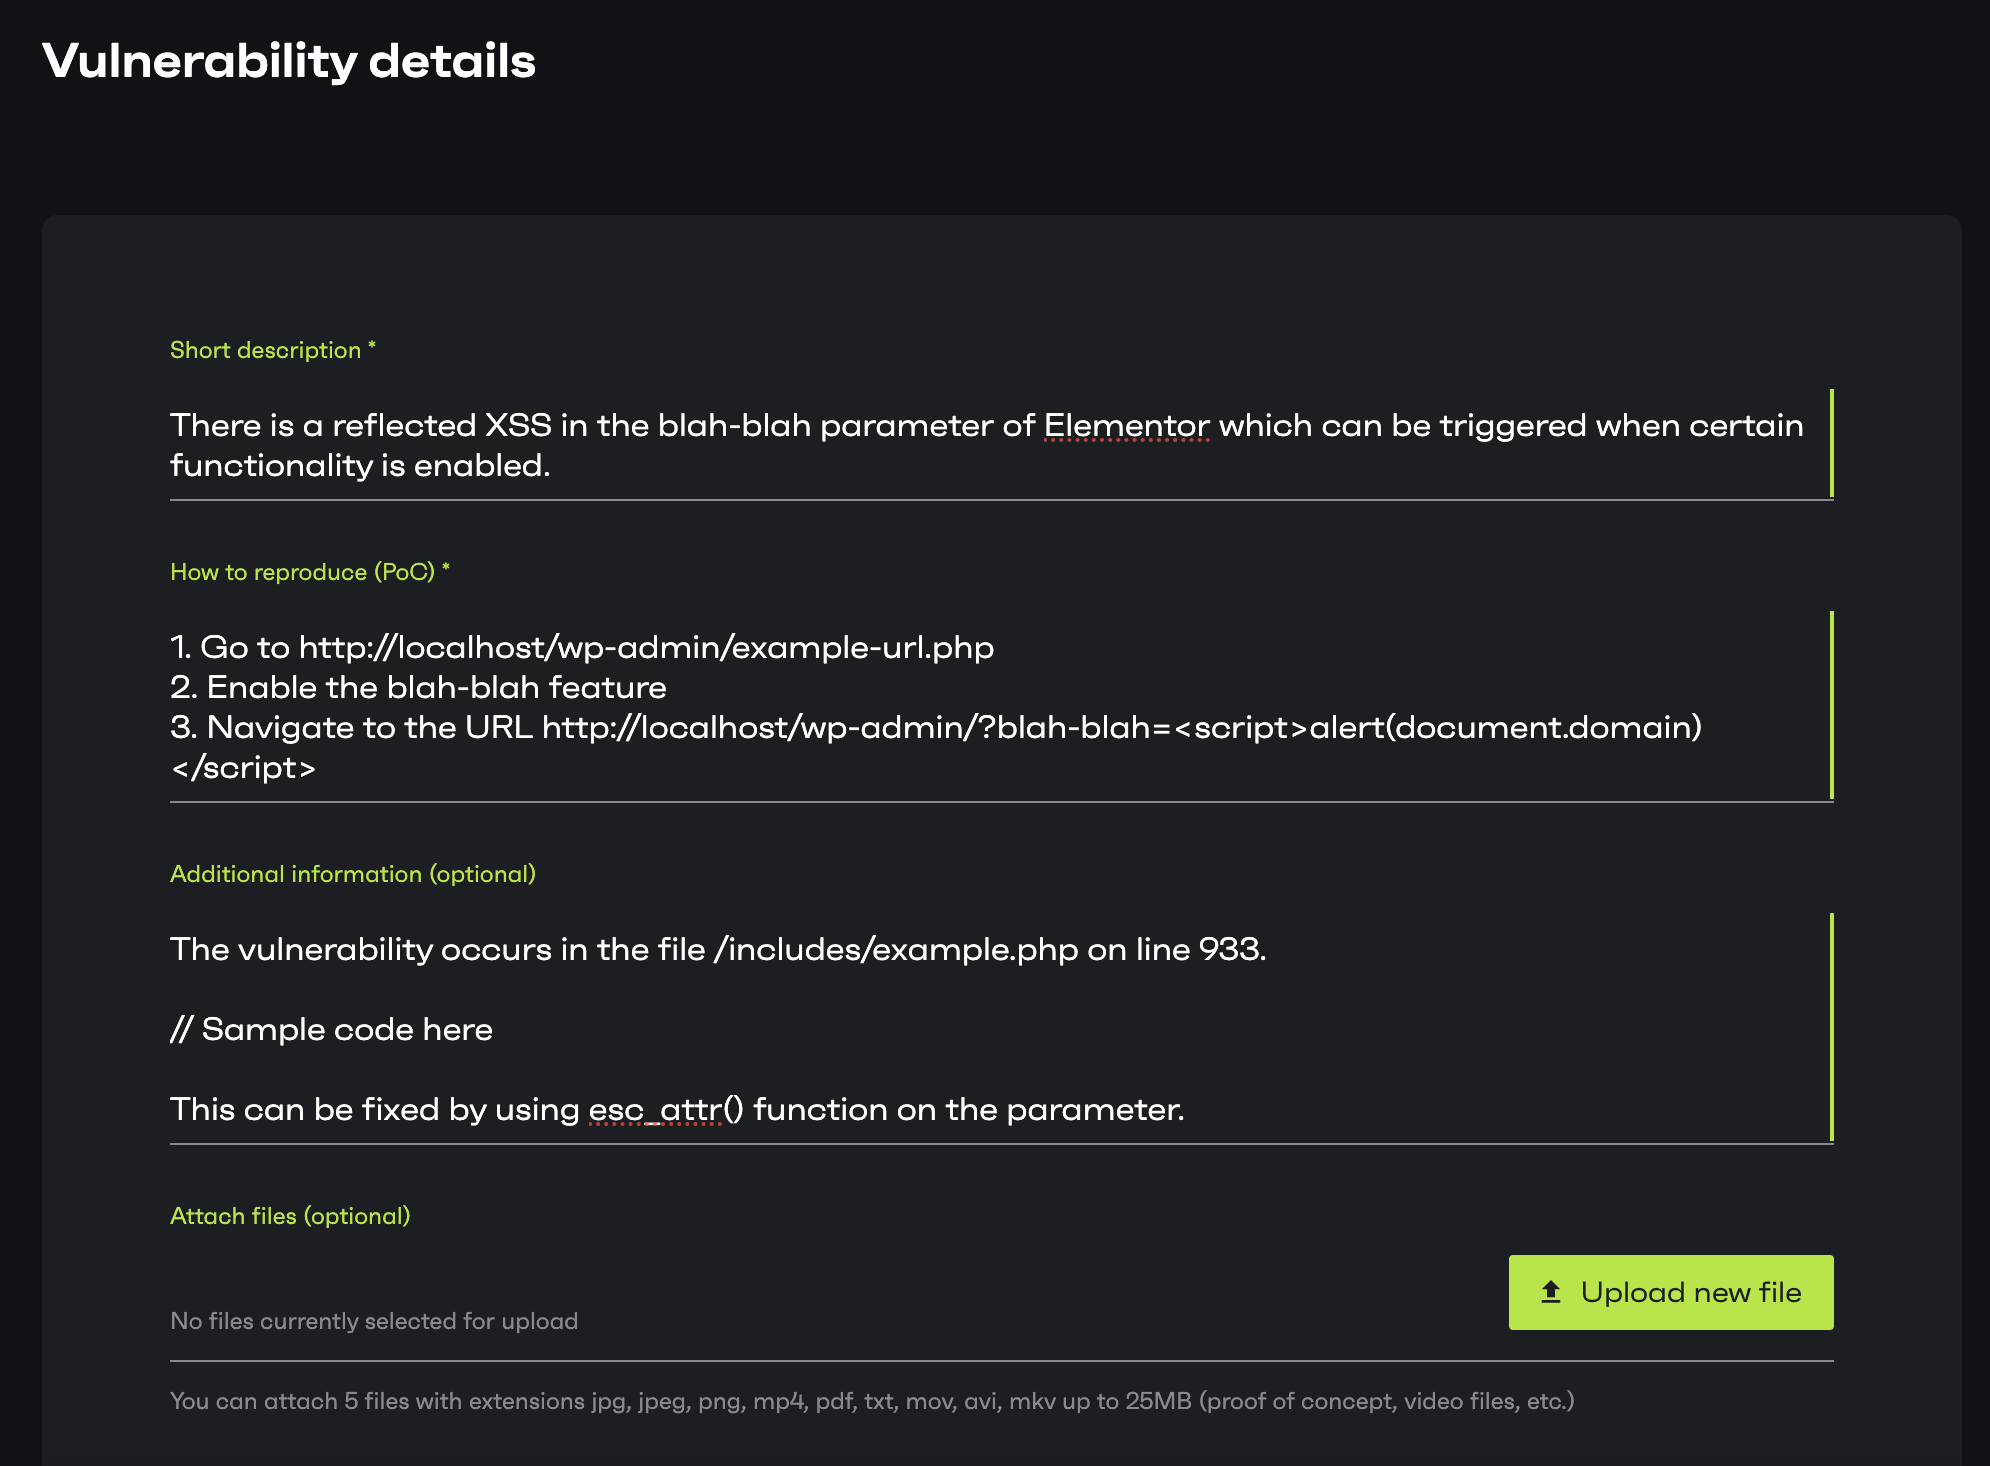 Vulnerability details
Short description *
There is a reflected XSS in the blah-blah parameter of Elementor which can be triggered when certain
functionality is enabled.
How to reproduce (PoC) *
1. Go to http://localhost/wp-admin/example-url.php
2. Enable the blah-blah feature
3. Navigate to the URL http://localhost/wp-admin/?blah-blah=<script>alert(document.domain)
</script>
Additional information (optional)
The vulnerability occurs in the file /includes/example.php on line 933.
// Sample code here
This can be fixed by using esc_attr() function on the parameter.
Attach files (optional)
Upload new file
No files currently selected for upload
You can attach 5 files with extensions jpg, jpeg, png, mp4, pdf, txt, mov, avi, mkv up to 25MB (proof of concept, video files, etc.)